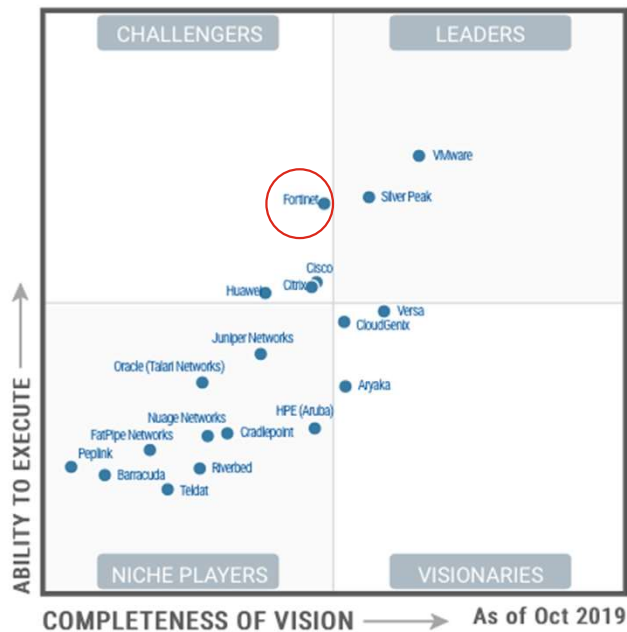 CHALLENGERS
LEADERS
VMware
Fortinet
Silver Peak
Cisco
Citrix
Huawei
Versa
CloudGenix
Juniper Networks
Oracle (Talari Networks)
Aryaka
HPE (Aruba)
Nuage Networks
Cradlepoint
FatPipe Networks
Peplink
Barracuda
Riverbed
Teldat
NICHE PLAYERS
VISIONARIES
ABILITY TO EXECUTE
COMPLETENESS OF VISION
As of Oct 2019